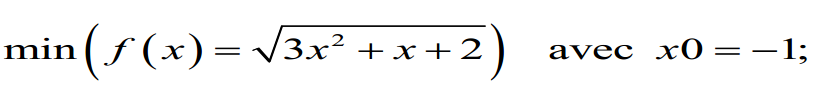 min(f(x) = √(3x² + x + 2)) avec x0 = −1;